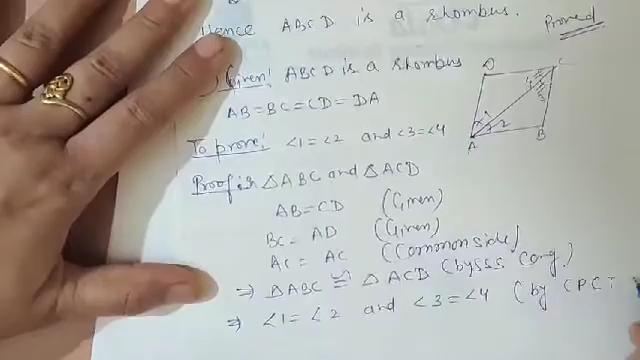 Hence ABCD is a rhombus. Proved
Given! ABCD is a rhombus
AB=BC=CD=DA
To prove! ∠1=∠2 and ∠3=∠4
Proof: △ABC and △ACD
AB=CD (Given)
BC= AD (Given)
AC= AC (Common side)
⇒ △ABC ≅ △ACD (by SSS Cong.)
⇒ ∠1=∠2 and ∠3=∠4 (by CPCT
D C
4
3
1 2
A B